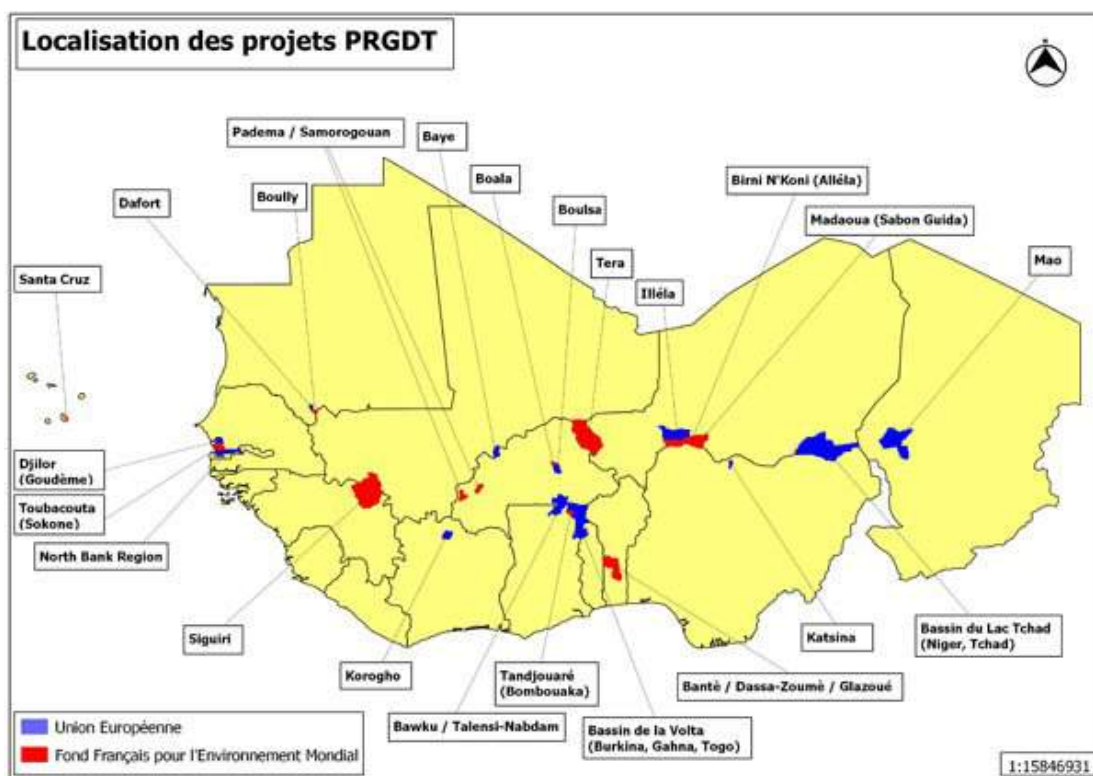 Localisation des projets PRGDT
Padema / Samorogouan
Baye
Boala
Birni N'Koni (Alléla)
Dafort
Boully
Boulsa
Madaoua (Sabon Guida)
Tera
Mao
Santa Cruz
Illéla
Djilor
(Goudème)
Toubacouta
(Sokone)
North Bank Region
Siguiri
Korogho
Tandjouaré
(Bombouaka)
Katsina
Bassin du Lac Tchad
(Niger, Tchad)
Bantè / Dassa-Zoumè / Glazoué
Bawku / Talensi-Nabdam
Bassin de la Volta
(Burkina, Gahna, Togo)
Union Européenne
Fond Français pour l'Environnement Mondial
1:15846931